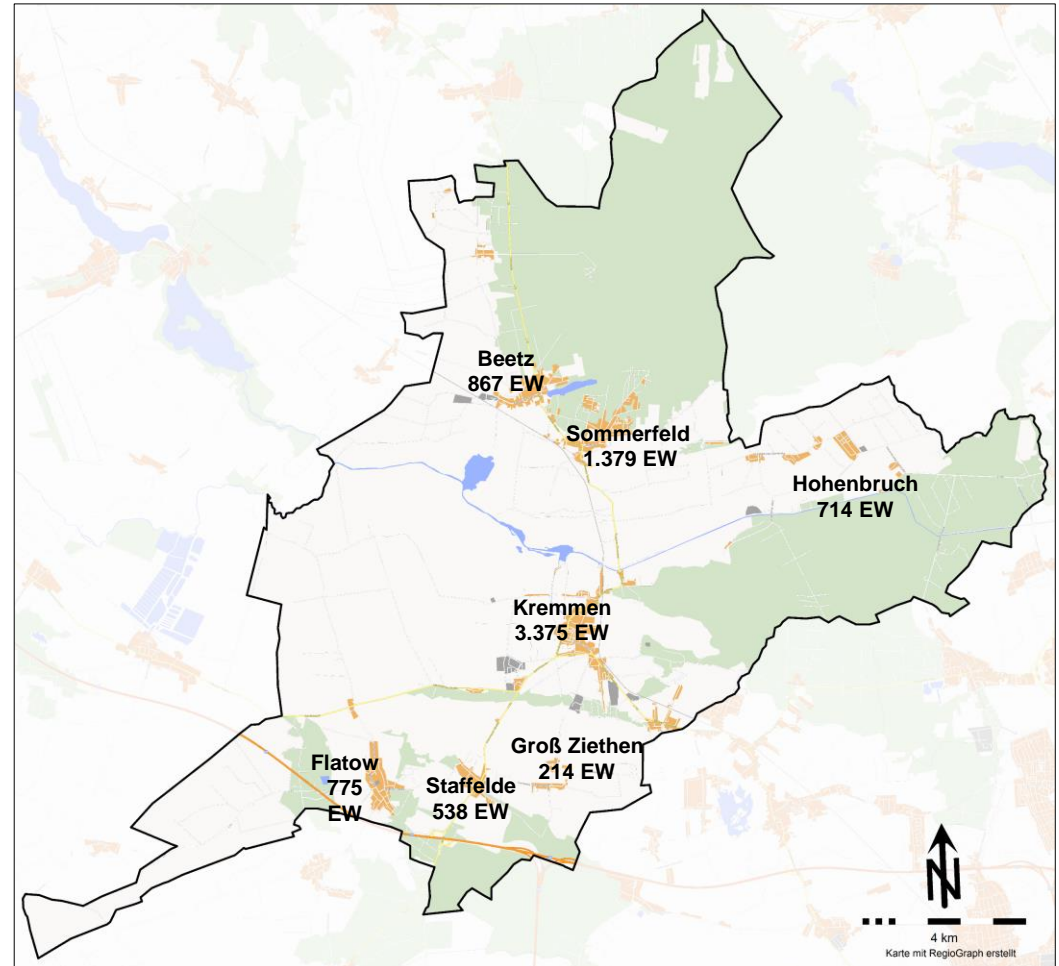 Beetz
867 EW
Sommerfeld
1.379 EW
Hohenbruch
714 EW
Kremmen
3.375 EW
Groß Ziethen
214 EW
Flatow
775
EW
Staffelde
538 EW
N
4 km
Karte mit RegioGraph erstellt